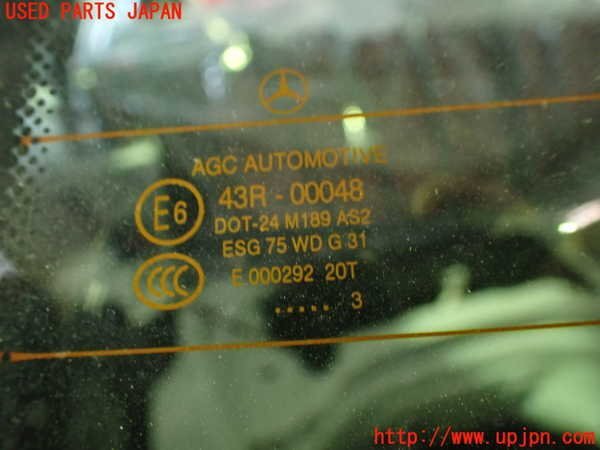 USED PARTS JAPAN
AGC AUTOMOTIVE
43R - 00048
E6
DOT-24 M189 AS2
ESG 75 WD G 31
CCC
E 000292 20T
..... 3
http://www.upjpn.com/